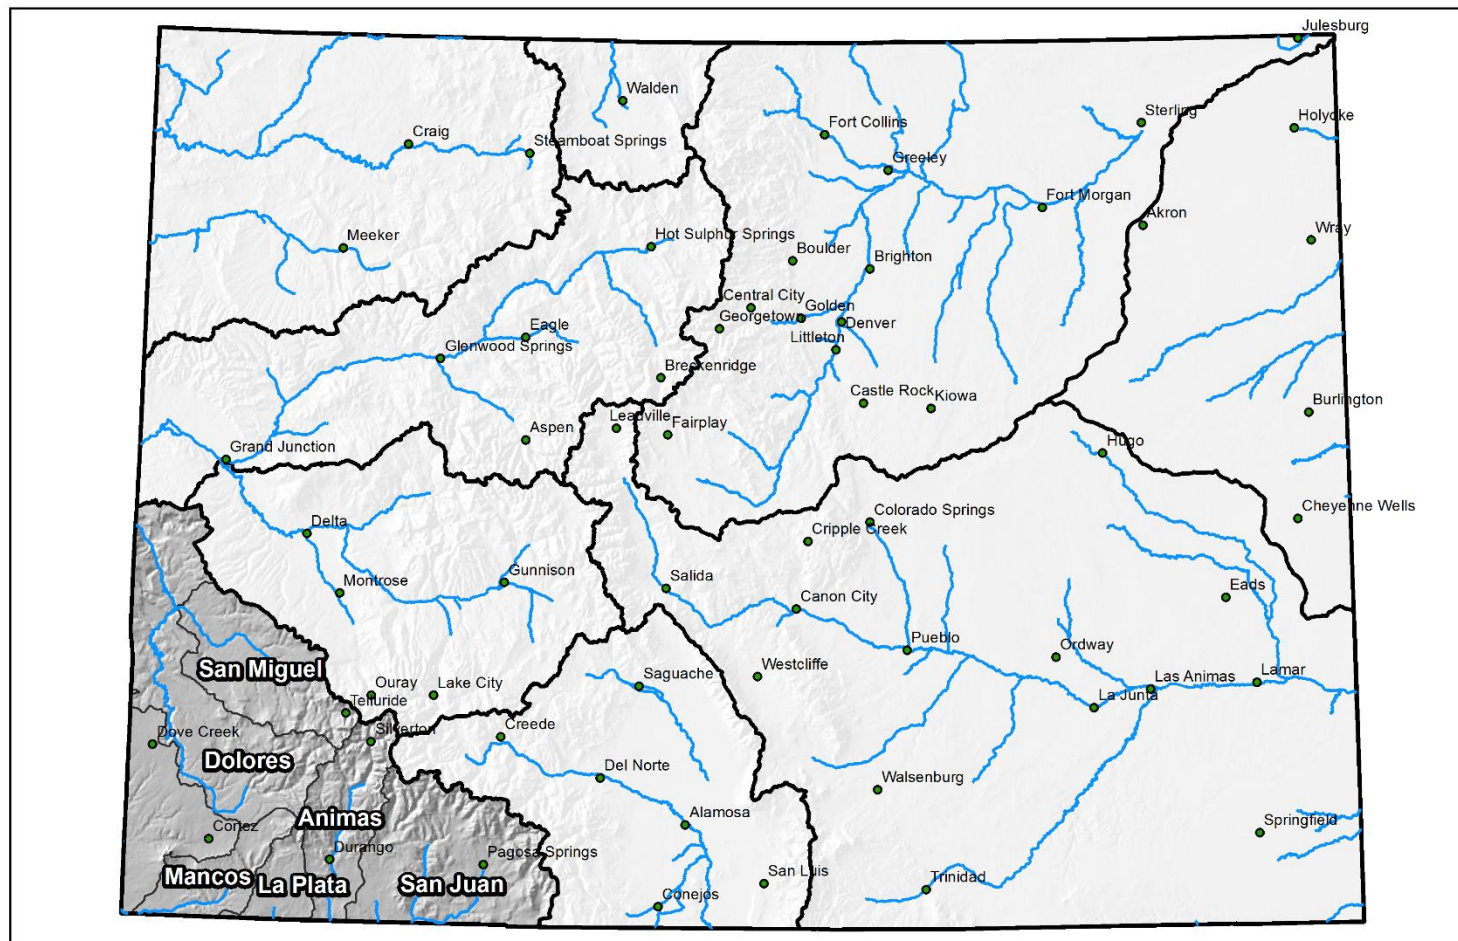 Julesburg
Walden
Craig
Steamboat Springs
Fort Collins
Sterling
Holyoke
Greeley
Fort Morgan
Akron
Wray
Meeker
Hot Sulphur Springs
Boulder
Brighton
Central City
Golden
Georgetown
Denver
Eagle
Littleton
Glenwood Springs
Breckenridge
Castle Rock
Kiowa
Burlington
Leadville
Fairplay
Aspen
Grand Junction
Hugo
Cheyenne Wells
Delta
Colorado Springs
Cripple Creek
Montrose
Gunnison
Salida
Canon City
Eads
Pueblo
Ordway
San Miguel
Saguache
Westcliffe
Las Animas
Lamar
Ouray
Lake City
Telluride
La Junta
Dove Creek
Silverton
Creede
Dolores
Del Norte
Walsenburg
Animas
Alamosa
Cortez
Springfield
Durango
Pagosa Springs
Mancos
La Plata
San Juan
San Luis
Trinidad
Conejos